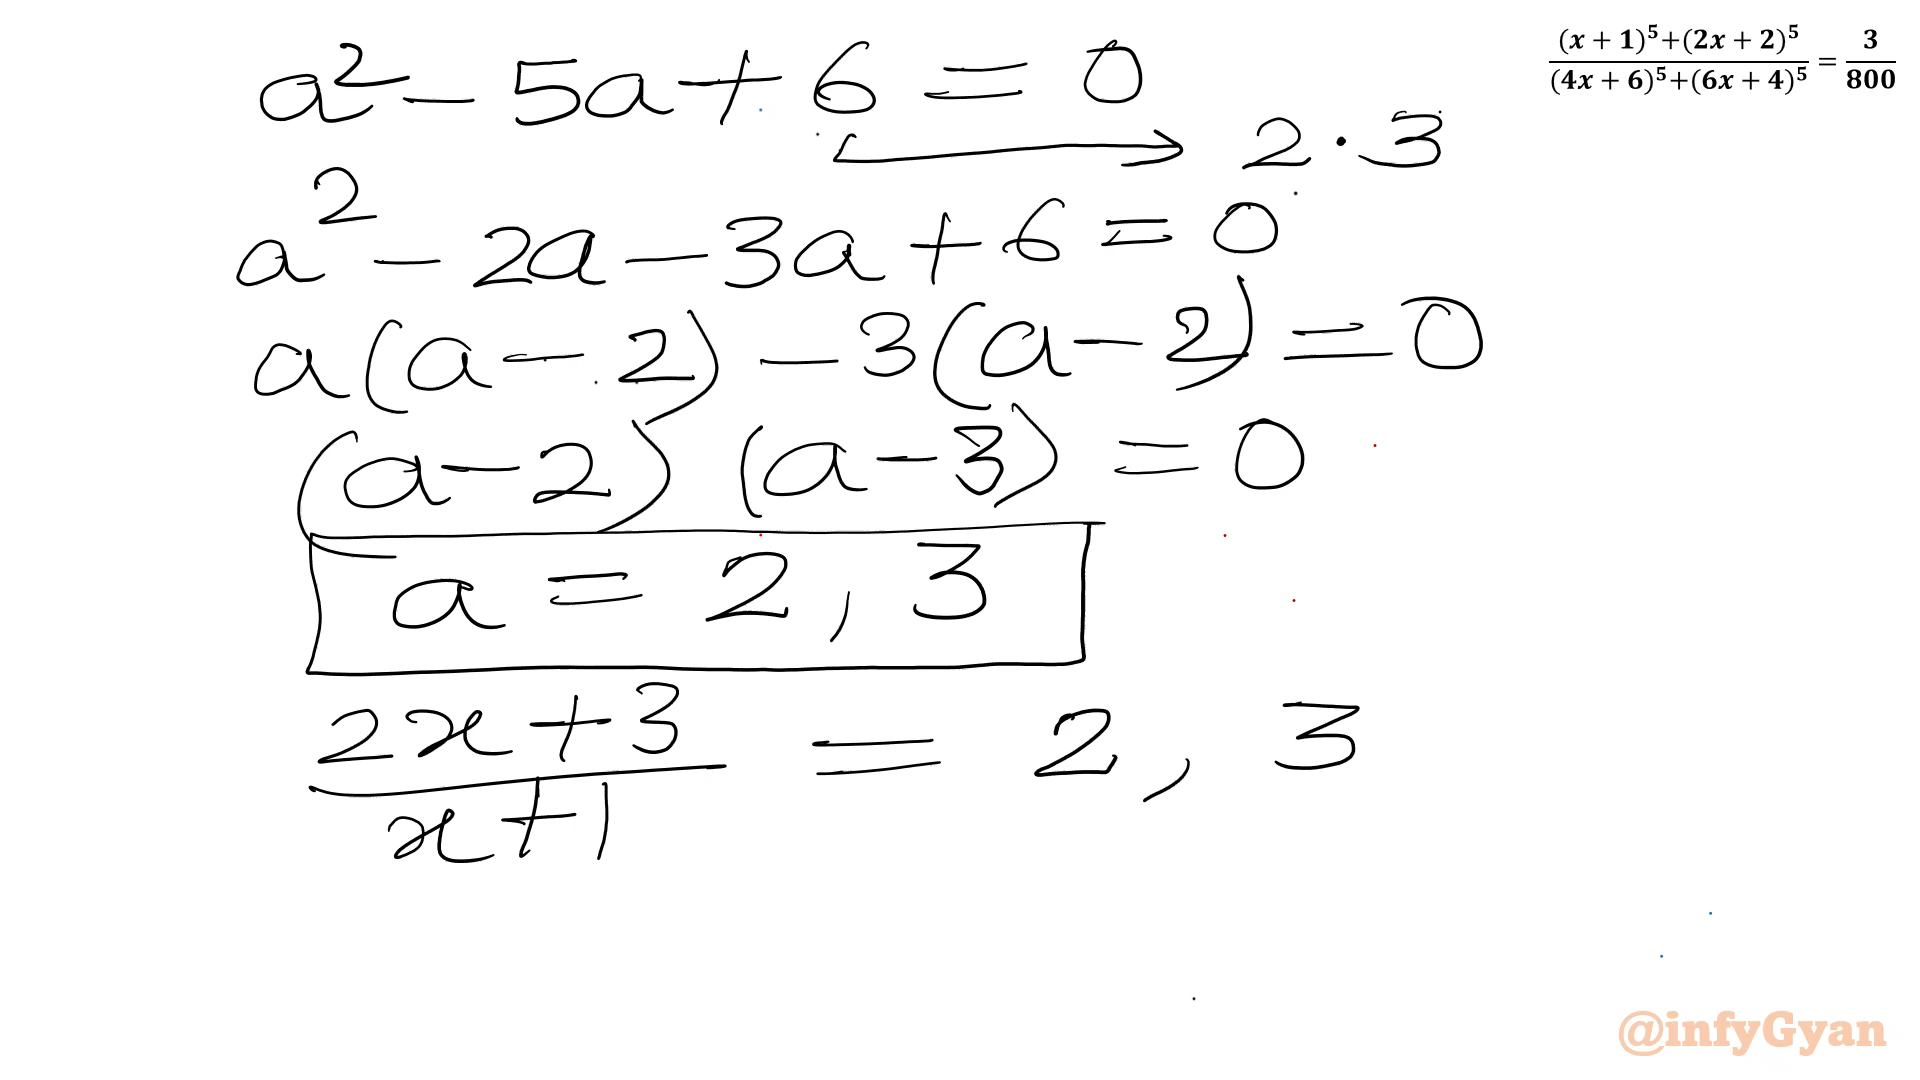 a² - 5a + 6 = 0
(x + 1)⁵+(2x + 2)⁵ / (4x + 6)⁵+(6x + 4)⁵ = 3 / 800
2 · 3
a² - 2a - 3a + 6 = 0
a(a - 2) - 3(a - 2) = 0
(a - 2) (a - 3) = 0
a = 2, 3
2x + 3 / x + 1 = 2, 3
@infyGyan